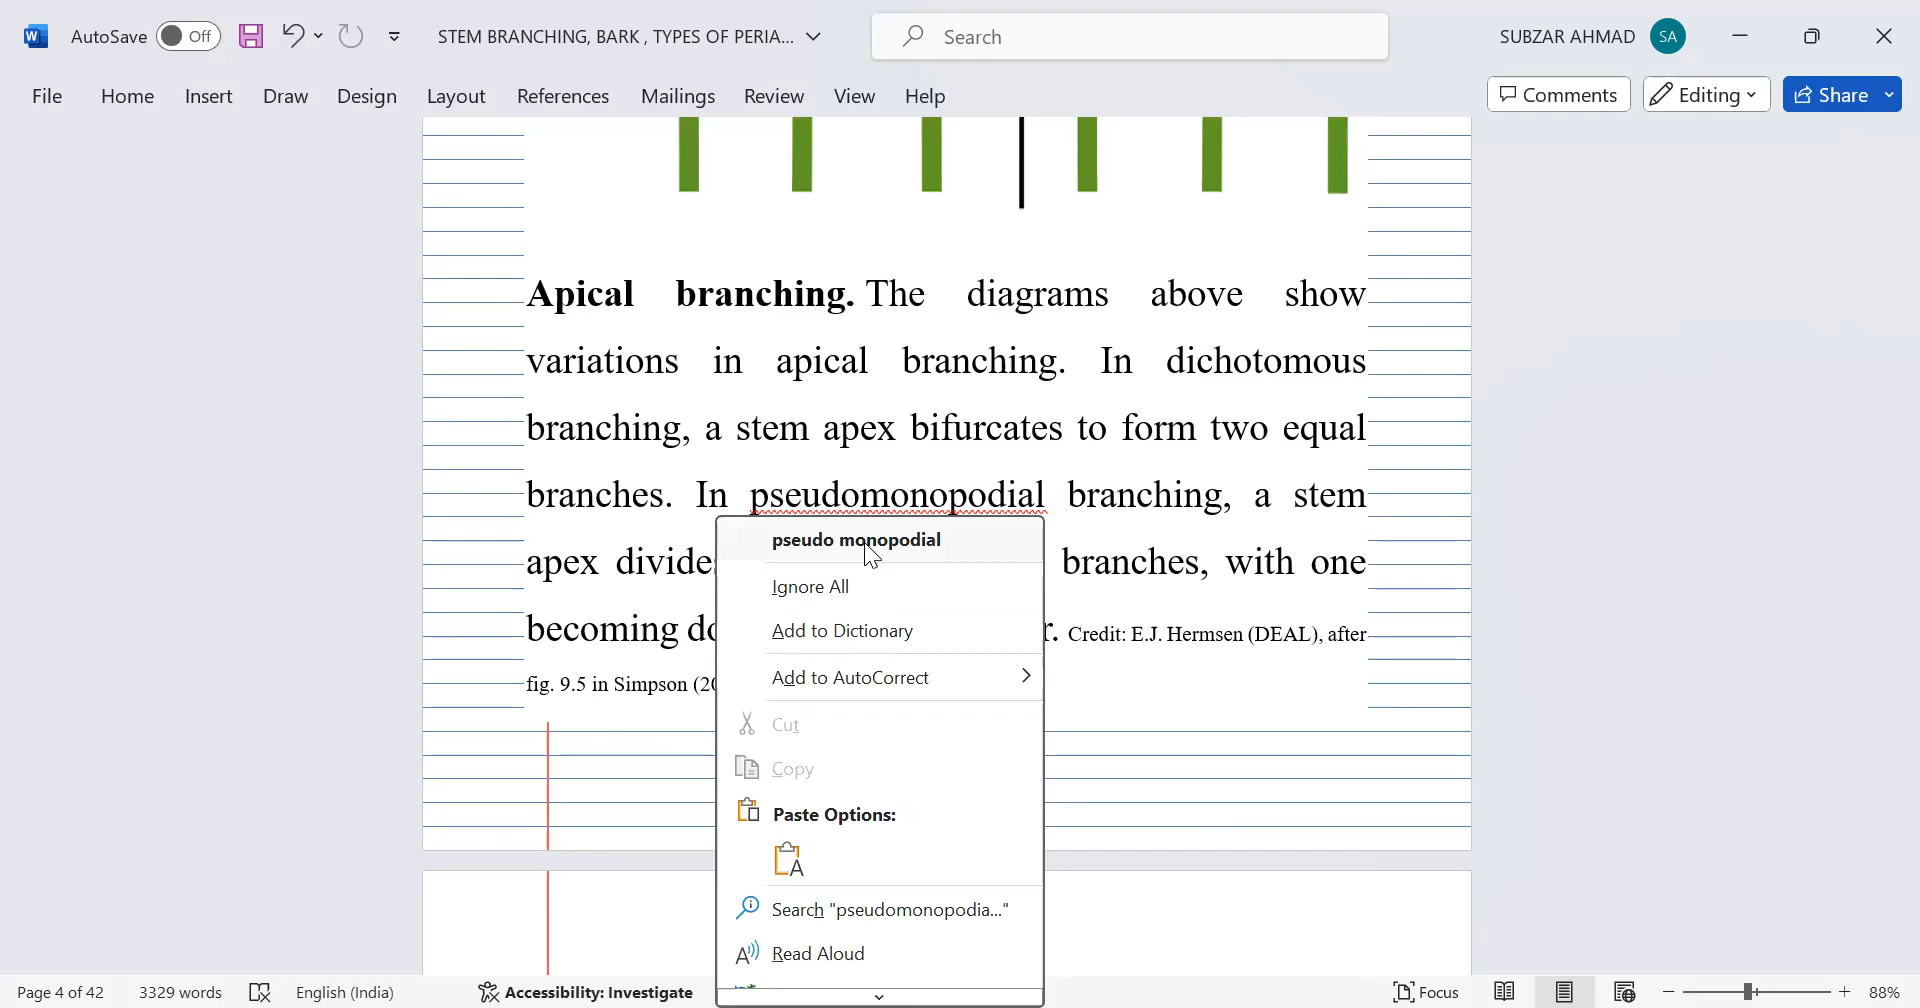 AutoSave Off STEM BRANCHING, BARK , TYPES OF PERIA... Search SUBZAR AHMAD SA
File Home Insert Draw Design Layout References Mailings Review View Help Comments Editing Share
Apical branching. The diagrams above show
variations in apical branching. In dichotomous
branching, a stem apex bifurcates to form two equal
branches. In pseudomonopodial branching, a stem
apex divide branches, with one
becoming r. Credit: E.J. Hermsen (DEAL), after
fig. 9.5 in Simpson (20
pseudo monopodial
Ignore All
Add to Dictionary
Add to AutoCorrect
Cut
Copy
Paste Options:
A
Search "pseudomonopodia..."
Read Aloud
Page 4 of 42 3329 words English (India) Accessibility: Investigate Focus 88%